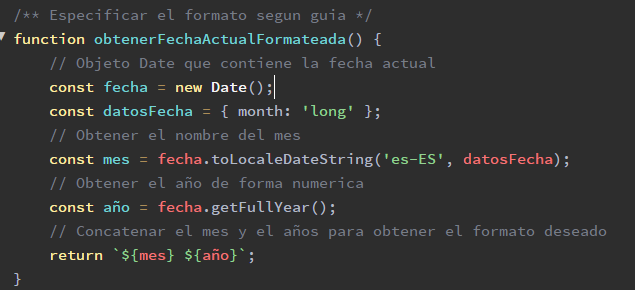 /** Especificar el formato segun guia */
function obtenerFechaActualFormateada() {
// Objeto Date que contiene la fecha actual
const fecha = new Date();
const datosFecha = { month: 'long' };
// Obtener el nombre del mes
const mes = fecha.toLocaleDateString('es-ES', datosFecha);
// Obtener el año de forma numerica
const año = fecha.getFullYear();
// Concatenar el mes y el años para obtener el formato deseado
return `${mes} ${año}`;
}